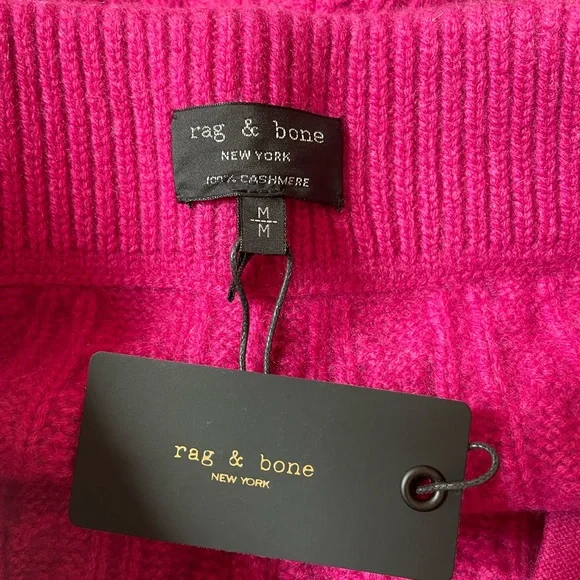 rag & bone
NEW YORK
100% CASHMERE
M
M
rag & bone
NEW YORK